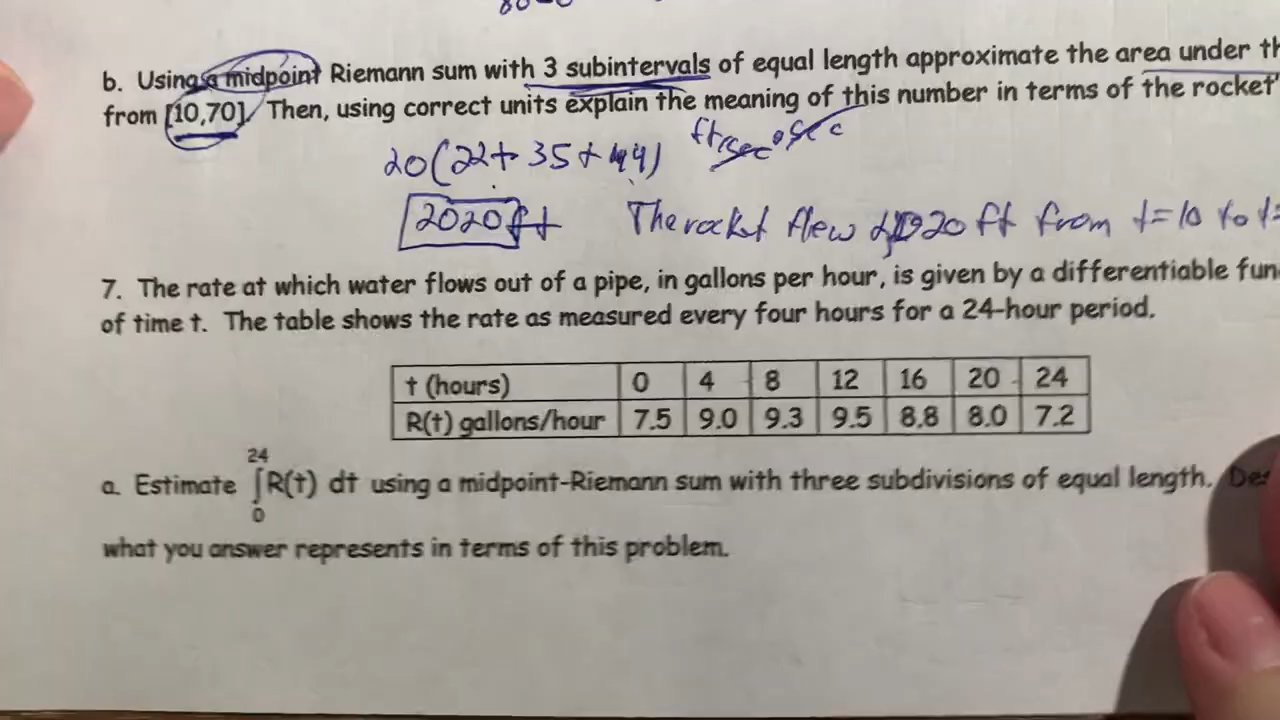 b. Using a midpoint Riemann sum with 3 subintervals of equal length approximate the area under th
from [10,70]. Then, using correct units explain the meaning of this number in terms of the rocket'
20(22+ 35+44) ft/sec • sec
2020 ft The rocket flew 2,020 ft from t=10 to t=
7. The rate at which water flows out of a pipe, in gallons per hour, is given by a differentiable fun
of time t. The table shows the rate as measured every four hours for a 24-hour period.
t (hours) 0 4 8 12 16 20 24
R(t) gallons/hour 7.5 9.0 9.3 9.5 8.8 8.0 7.2
24
a. Estimate ∫R(t) dt using a midpoint-Riemann sum with three subdivisions of equal length. Des
0
what you answer represents in terms of this problem.